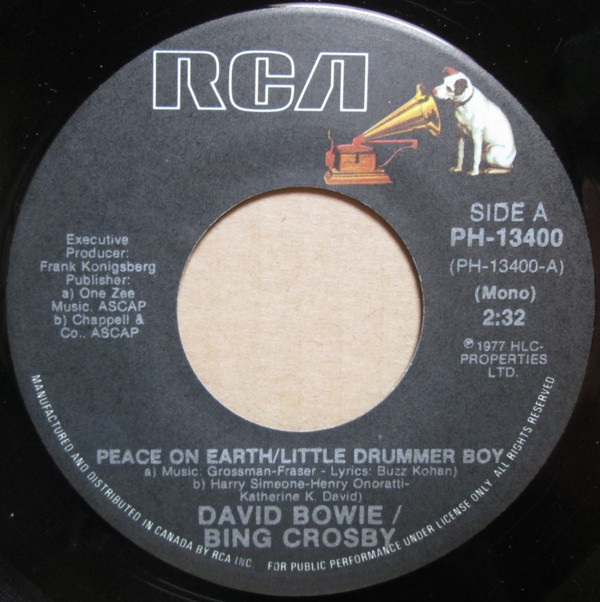 RCA
SIDE A
PH-13400
(PH-13400-A)
(Mono)
2:32
℗1977 HLC-
PROPERTIES
LTD.
Executive
Producer:
Frank Konigsberg
Publisher:
a) One Zee
Music, ASCAP
b) Chappell &
Co., ASCAP
PEACE ON EARTH/LITTLE DRUMMER BOY
a) Music: Grossman-Fraser - Lyrics: Buzz Kohan)
b) Harry Simeone-Henry Onoratti-
Katherine K. David)
DAVID BOWIE /
BING CROSBY
MANUFACTURED AND DISTRIBUTED IN CANADA BY RCA INC. FOR PUBLIC PERFORMANCE UNDER LICENSE ONLY. ALL RIGHTS RESERVED